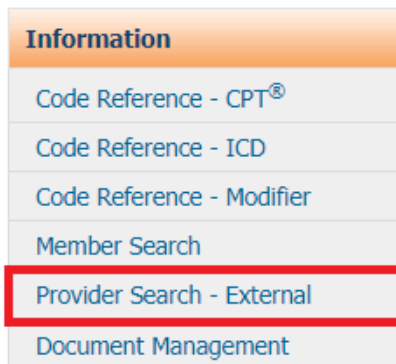 Information
Code Reference - CPT®
Code Reference - ICD
Code Reference - Modifier
Member Search
Provider Search - External
Document Management